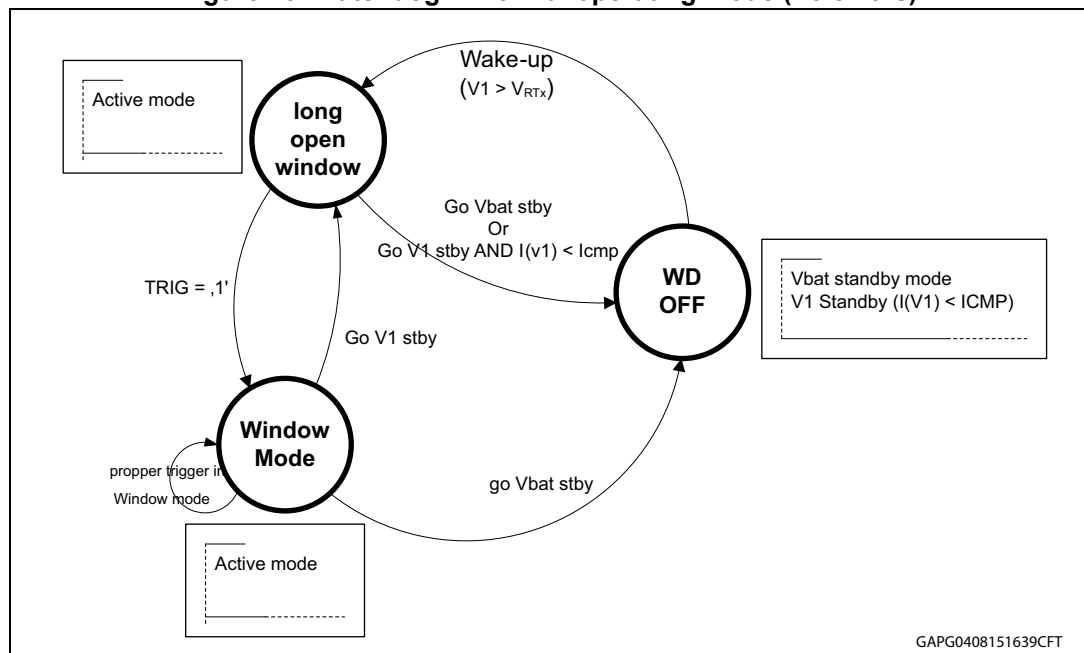 Wake-up
(V1 > VRTx)
Active mode
long
open
window
Go Vbat stby
Or
Go V1 stby AND I(v1) < Icmp
WD
OFF
Vbat standby mode
V1 Standby (I(V1) < ICMP)
TRIG = ‚1'
Go V1 stby
Window
Mode
propper trigger in
Window mode
go Vbat stby
Active mode
GAPG0408151639CFT